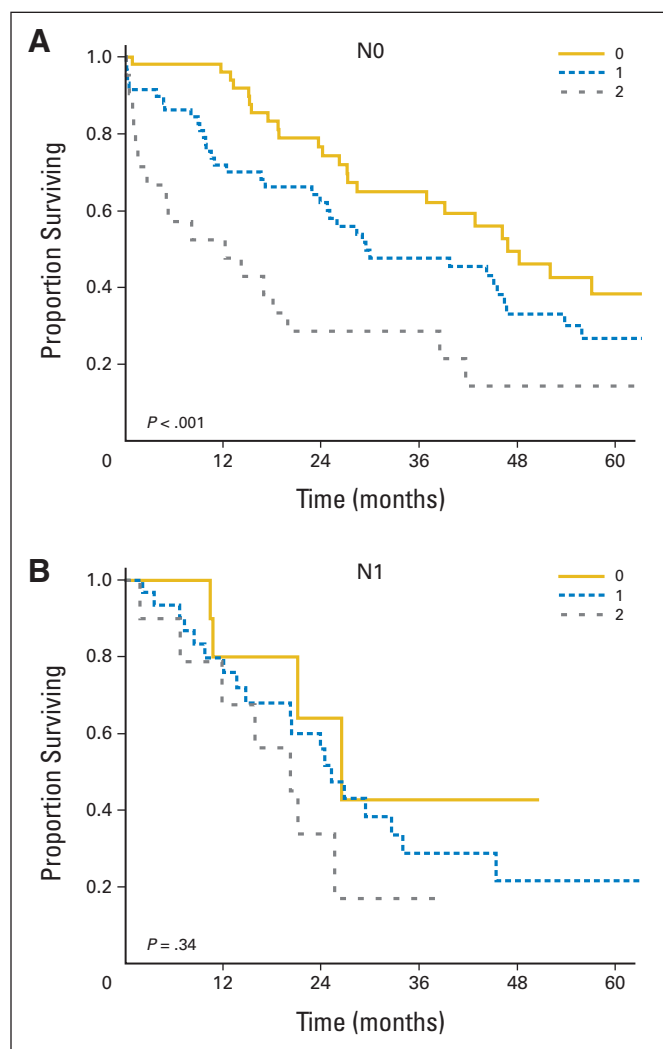 A
N0
0
1
2
1.0
0.8
0.6
0.4
0.2
Proportion Surviving
P < .001
0 12 24 36 48 60
Time (months)
B
N1
0
1
2
1.0
0.8
0.6
0.4
0.2
Proportion Surviving
P = .34
0 12 24 36 48 60
Time (months)